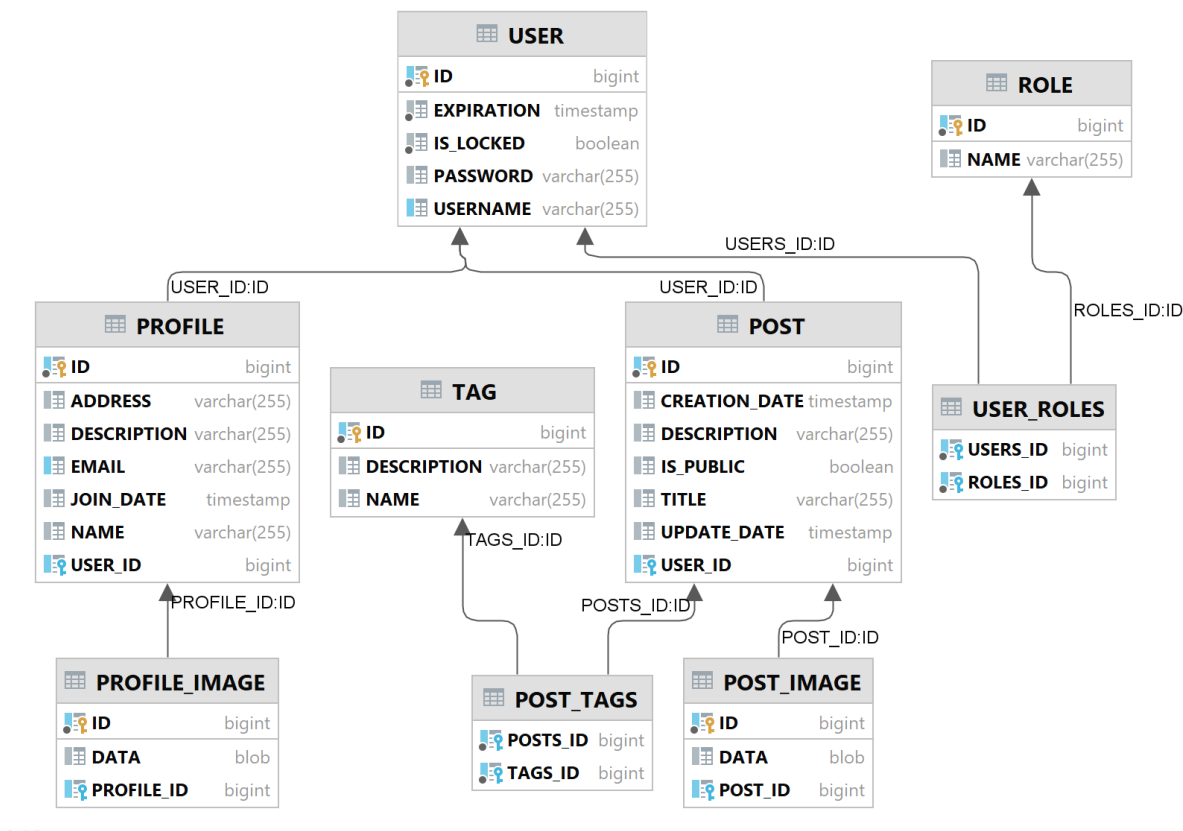 USER
ID bigint
EXPIRATION timestamp
IS_LOCKED boolean
PASSWORD varchar(255)
USERNAME varchar(255)
ROLE
ID bigint
NAME varchar(255)
USERS_ID:ID
USER_ID:ID
USER_ID:ID
ROLES_ID:ID
PROFILE
ID bigint
ADDRESS varchar(255)
DESCRIPTION varchar(255)
EMAIL varchar(255)
JOIN_DATE timestamp
NAME varchar(255)
USER_ID bigint
TAG
ID bigint
DESCRIPTION varchar(255)
NAME varchar(255)
POST
ID bigint
CREATION_DATE timestamp
DESCRIPTION varchar(255)
IS_PUBLIC boolean
TITLE varchar(255)
UPDATE_DATE timestamp
USER_ID bigint
USER_ROLES
USERS_ID bigint
ROLES_ID bigint
TAGS_ID:ID
PROFILE_ID:ID
POSTS_ID:ID
POST_ID:ID
PROFILE_IMAGE
ID bigint
DATA blob
PROFILE_ID bigint
POST_TAGS
POSTS_ID bigint
TAGS_ID bigint
POST_IMAGE
ID bigint
DATA blob
POST_ID bigint